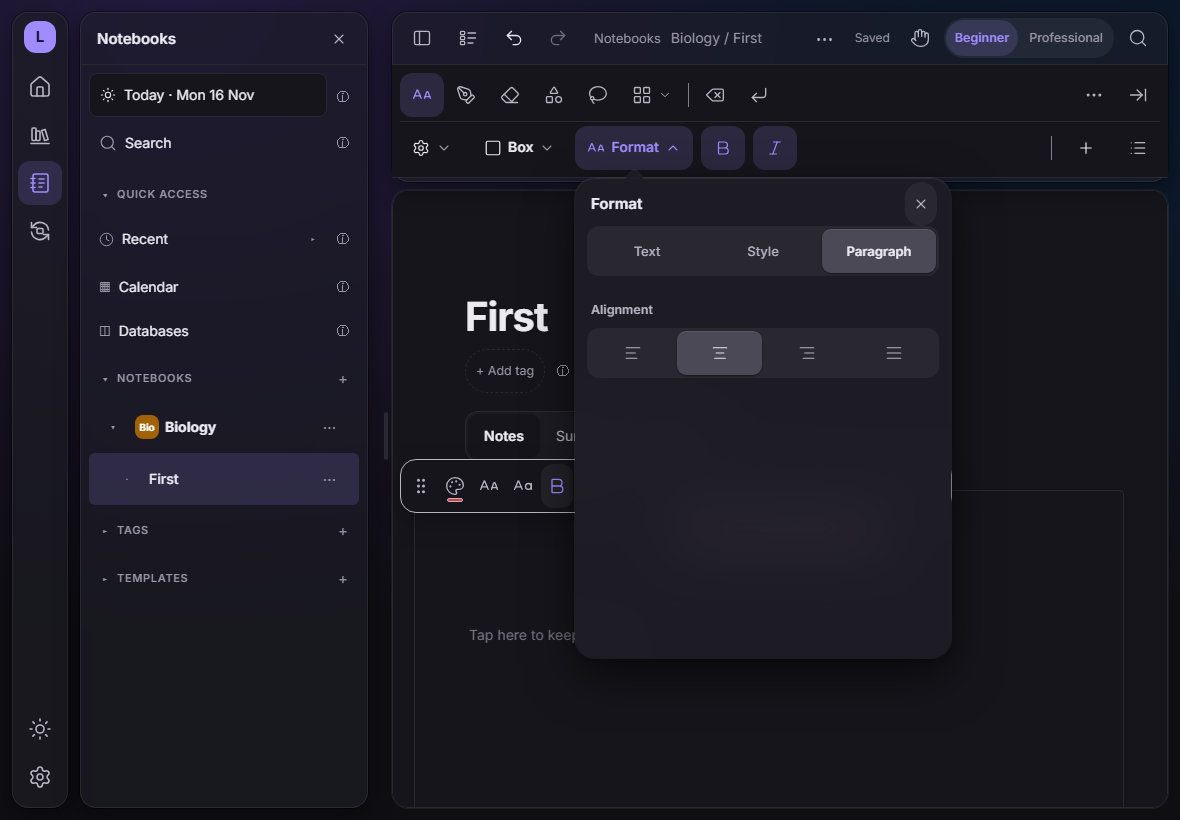 L
Notebooks
Today · Mon 16 Nov
Search
QUICK ACCESS
Recent
Calendar
Databases
NOTEBOOKS
Bio Biology
First
TAGS
TEMPLATES
Notebooks Biology / First
Saved
Beginner Professional
AA
Box
AA Format
B
I
Format
Text Style Paragraph
Alignment
First
+ Add tag
Notes
AA Aa B
Tap here to keep